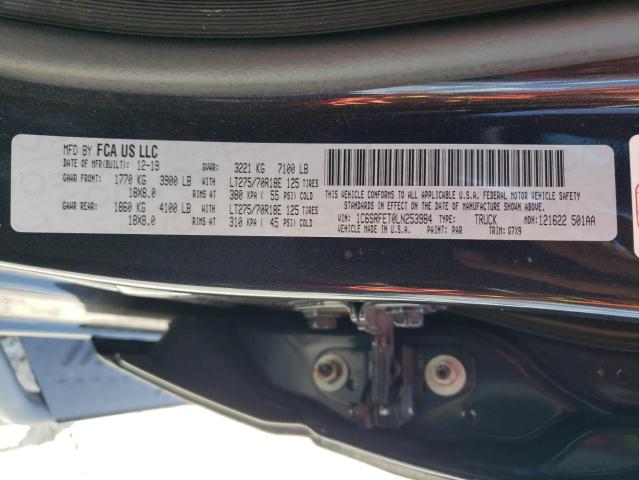 MFD BY FCA US LLC
DATE OF MFR(BUILT): 12-19 GVWR: 3221 KG 7100 LB
GAWR FRONT: 1770 KG 3900 LB WITH LT275/70R18E 125 TIRES
18X8.0 RIMS AT 380 KPA ( 55 PSI) COLD
GAWR REAR: 1860 KG 4100 LB WITH LT275/70R18E 125 TIRES
18X8.0 RIMS AT 310 KPA ( 45 PSI) COLD
THIS VEHICLE CONFORMS TO ALL APPLICABLE U.S.A. FEDERAL MOTOR
VEHICLE SAFETY STANDARDS IN EFFECT ON THE
DATE OF MANUFACTURE SHOWN ABOVE.
VIN: 1C6SRFET0LN253984 TYPE: TRUCK MDH: 121622 501AA
VEHICLE MADE IN U.S.A. PAINT: PAR TRIM: G7X9